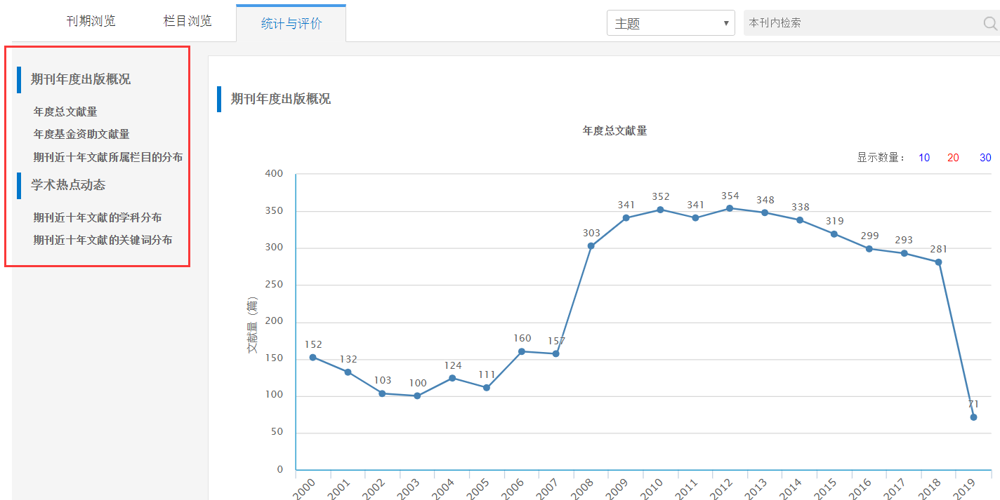 刊期浏览 栏目浏览 统计与评价 主题 本刊内检索
期刊年度出版概况
年度总文献量
年度基金资助文献量
期刊近十年文献所属栏目的分布
学术热点动态
期刊近十年文献的学科分布
期刊近十年文献的关键词分布
期刊年度出版概况
年度总文献量
显示数量： 10 20 30
文献量（篇）
400
350
300
250
200
150
100
50
0
152 132 103 100 124 111 160 157 303 341 352 341 354 348 338 319 299 293 281 71
2000 2001 2002 2003 2004 2005 2006 2007 2008 2009 2010 2011 2012 2013 2014 2015 2016 2017 2018 2019